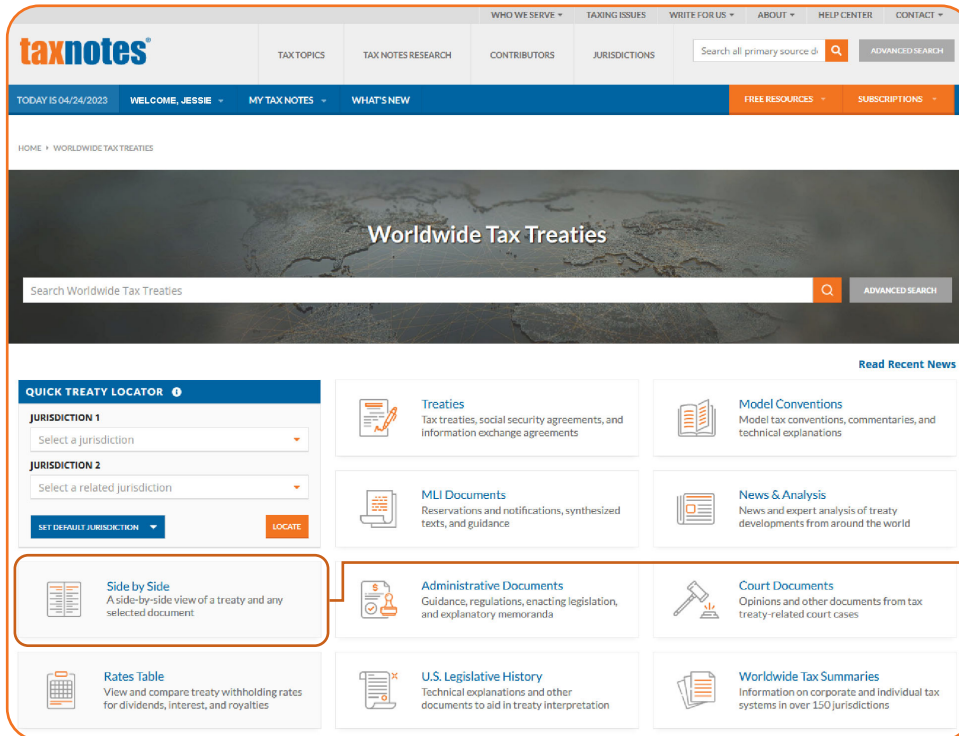 WHO WE SERVE TAXING ISSUES WRITE FOR US ABOUT HELP CENTER CONTACT
taxnotes®
TAX TOPICS TAX NOTES RESEARCH CONTRIBUTORS JURISDICTIONS Search all primary source d ADVANCED SEARCH
TODAY IS 04/24/2023 WELCOME, JESSIE MY TAX NOTES WHAT'S NEW FREE RESOURCES SUBSCRIPTIONS
HOME WORLDWIDE TAX TREATIES
Worldwide Tax Treaties
Search Worldwide Tax Treaties ADVANCED SEARCH
Read Recent News
QUICK TREATY LOCATOR
JURISDICTION 1
Select a jurisdiction
JURISDICTION 2
Select a related jurisdiction
SET DEFAULT JURISDICTION LOCATE
Treaties
Tax treaties, social security agreements, and
information exchange agreements
Model Conventions
Model tax conventions, commentaries, and
technical explanations
MLI Documents
Reservations and notifications, synthesized
texts, and guidance
News & Analysis
News and expert analysis of treaty
developments from around the world
Side by Side
A side-by-side view of a treaty and any
selected document
Administrative Documents
Guidance, regulations, enacting legislation,
and explanatory memoranda
Court Documents
Opinions and other documents from tax
treaty-related court cases
Rates Table
View and compare treaty withholding rates
for dividends, interest, and royalties
U.S. Legislative History
Technical explanations and other
documents to aid in treaty interpretation
Worldwide Tax Summaries
Information on corporate and individual tax
systems in over 150 jurisdictions